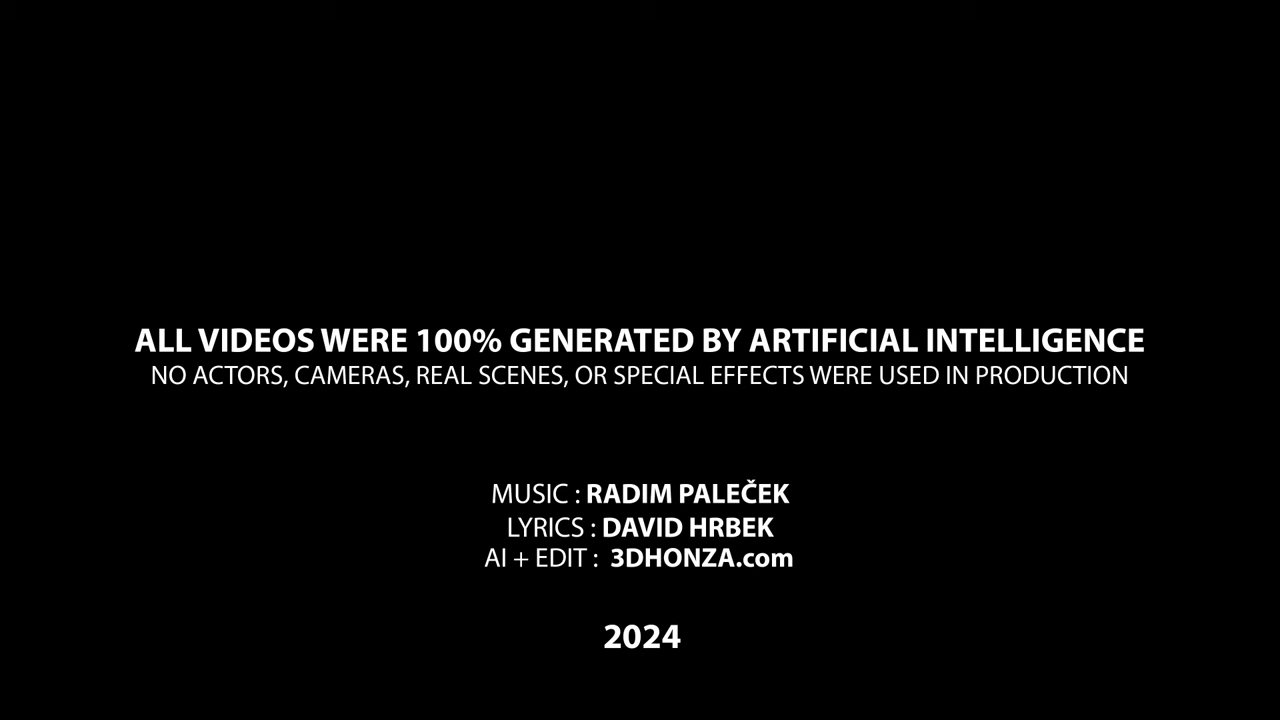 ALL VIDEOS WERE 100% GENERATED BY ARTIFICIAL INTELLIGENCE
NO ACTORS, CAMERAS, REAL SCENES, OR SPECIAL EFFECTS WERE USED IN PRODUCTION
MUSIC : RADIM PALEČEK
LYRICS : DAVID HRBEK
AI + EDIT : 3DHONZA.com
2024